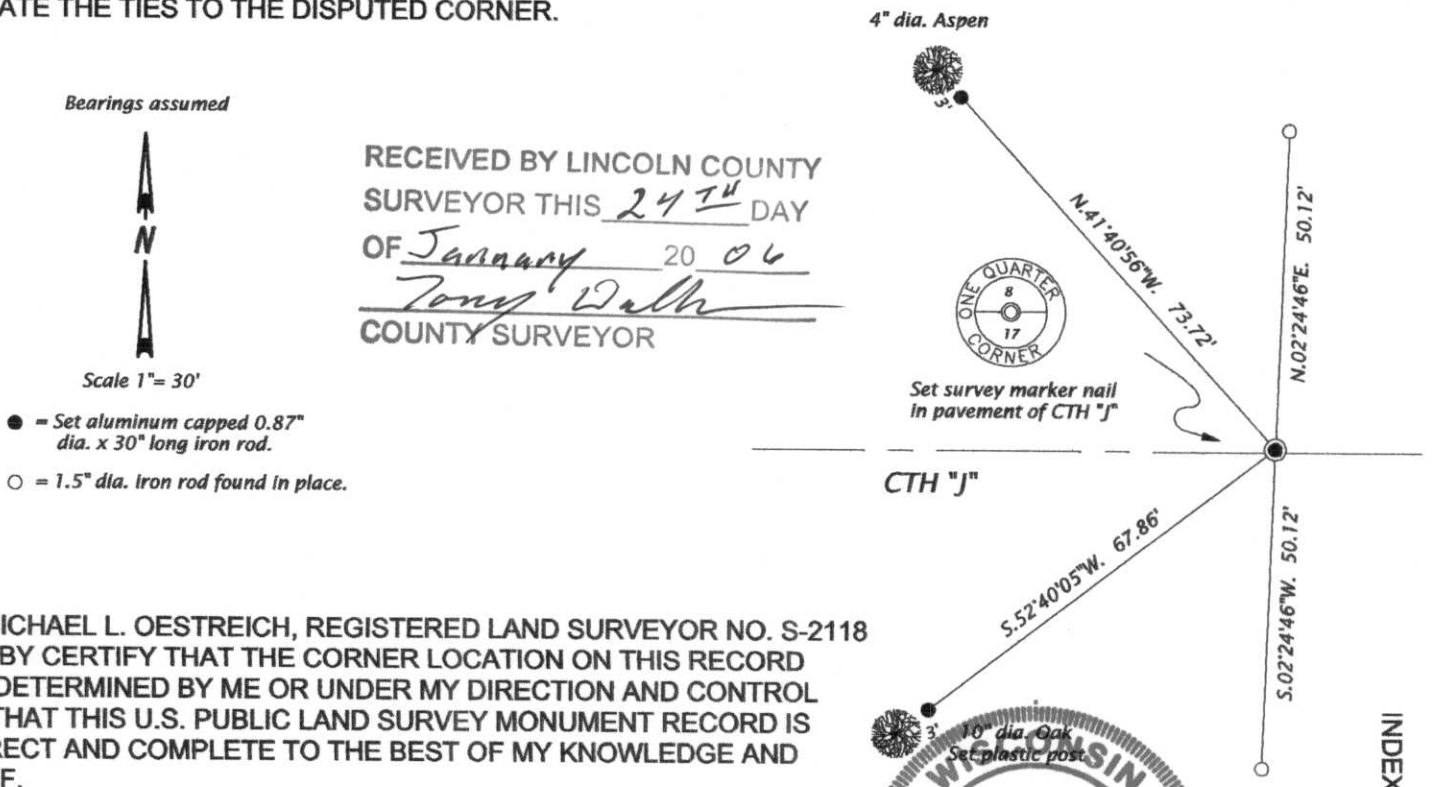 ATE THE TIES TO THE DISPUTED CORNER.
Bearings assumed
N
Scale 1"= 30'
● = Set aluminum capped 0.87"
dia. x 30" long iron rod.
○ = 1.5" dia. iron rod found in place.
RECEIVED BY LINCOLN COUNTY
SURVEYOR THIS 24TH DAY
OF January 20 06
Tony
COUNTY SURVEYOR
4" dia. Aspen
3'
N.41°40'56"W. 73.72'
N.02°24'46"E. 50.12'
ONE QUARTER
8
17
CORNER
Set survey marker nail
in pavement of CTH "J"
CTH "J"
S.52°40'05"W. 67.86'
S.02°24'46"W. 50.12'
3' 10" dia. Oak
Set plastic post
WISCONSIN
INDEX
ICHAEL L. OESTREICH, REGISTERED LAND SURVEYOR NO. S-2118
BY CERTIFY THAT THE CORNER LOCATION ON THIS RECORD
DETERMINED BY ME OR UNDER MY DIRECTION AND CONTROL
THAT THIS U.S. PUBLIC LAND SURVEY MONUMENT RECORD IS
RECT AND COMPLETE TO THE BEST OF MY KNOWLEDGE AND
F.